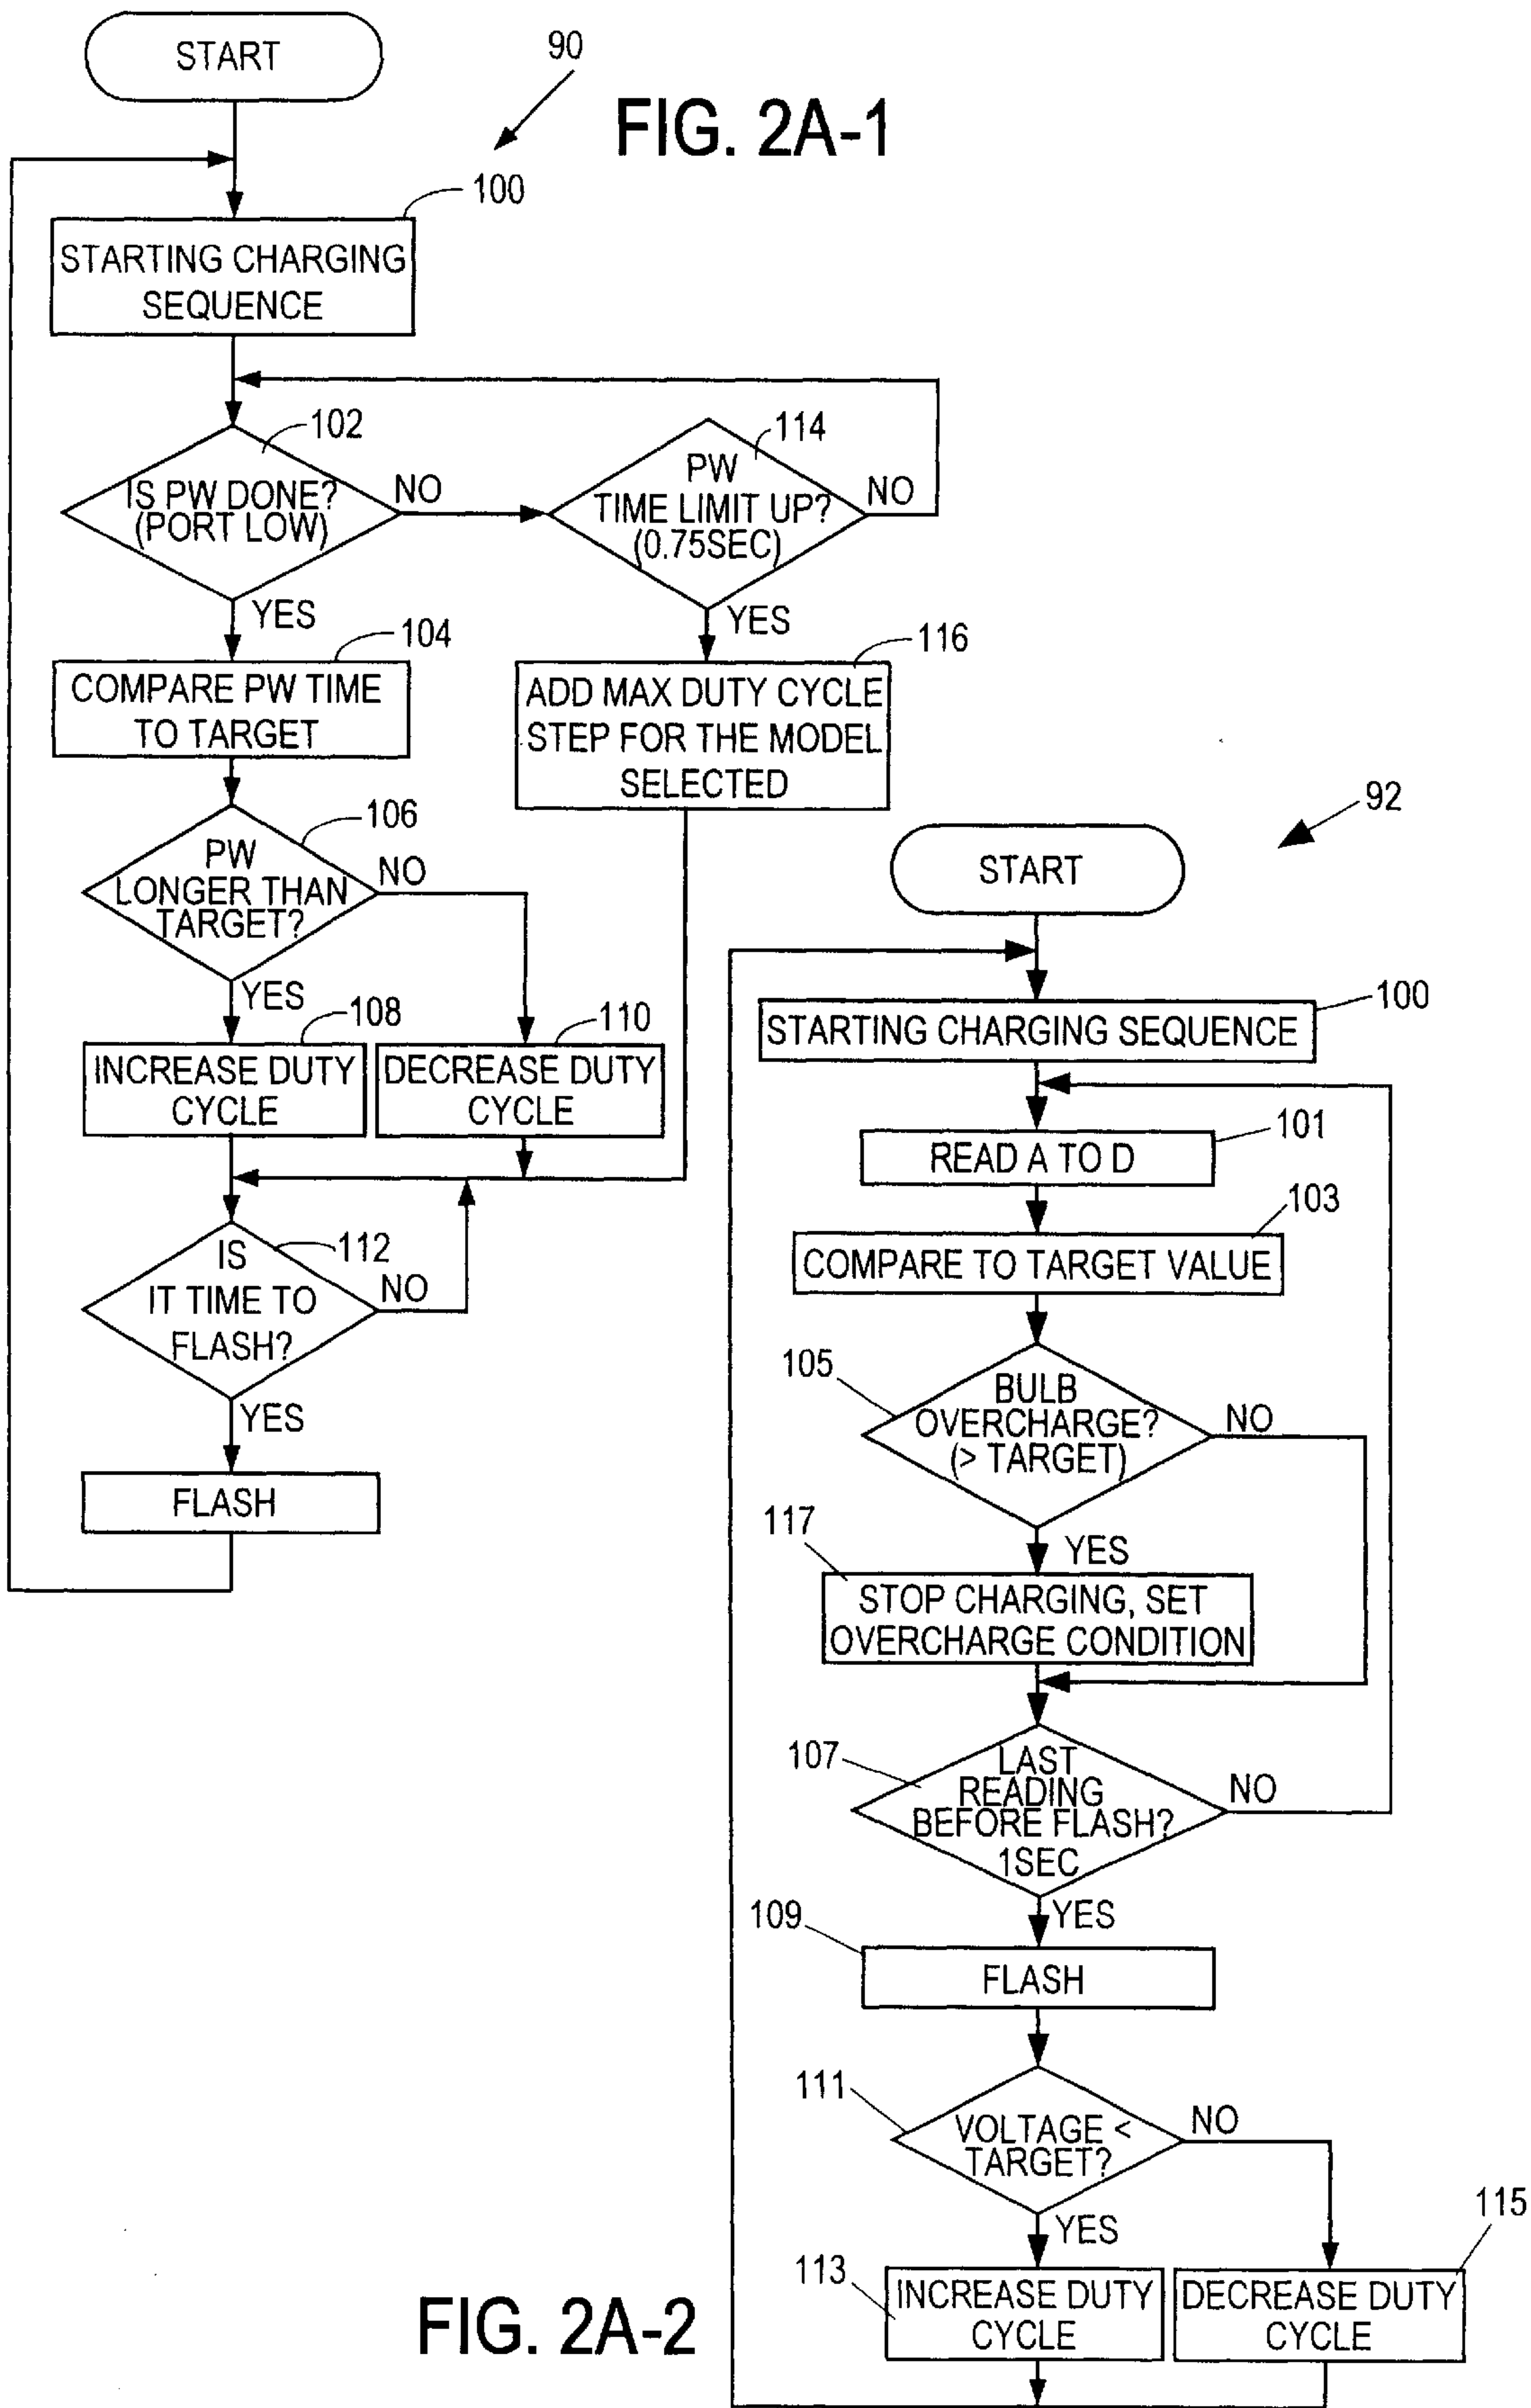 START
90
FIG. 2A-1
100
STARTING CHARGING
SEQUENCE
102
IS PW DONE?
(PORT LOW)
NO
114
PW
TIME LIMIT UP?
(0.75SEC)
NO
YES
YES
104
COMPARE PW TIME
TO TARGET
116
ADD MAX DUTY CYCLE
STEP FOR THE MODEL
SELECTED
106
PW
LONGER THAN
TARGET?
NO
YES
108
INCREASE DUTY
CYCLE
110
DECREASE DUTY
CYCLE
112
IS
IT TIME TO
FLASH?
NO
YES
FLASH
92
START
100
STARTING CHARGING SEQUENCE
101
READ A TO D
103
COMPARE TO TARGET VALUE
105
BULB
OVERCHARGE?
(> TARGET)
NO
117
YES
STOP CHARGING, SET
OVERCHARGE CONDITION
107
LAST
READING
BEFORE FLASH?
1SEC
NO
YES
109
FLASH
111
VOLTAGE <
TARGET?
NO
YES
113
INCREASE DUTY
CYCLE
115
DECREASE DUTY
CYCLE
FIG. 2A-2